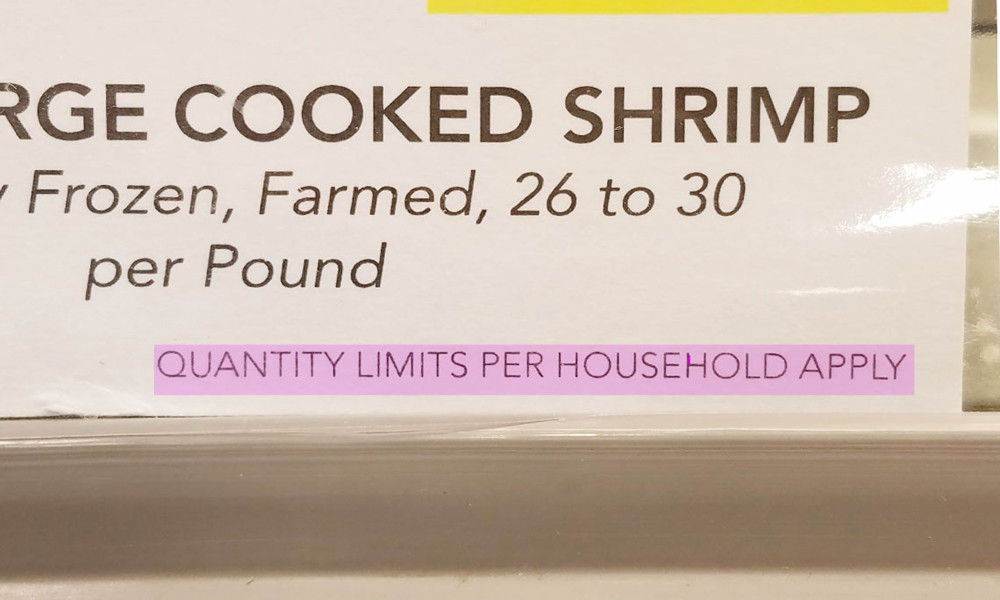 RGE COOKED SHRIMP
y Frozen, Farmed, 26 to 30
per Pound
QUANTITY LIMITS PER HOUSEHOLD APPLY